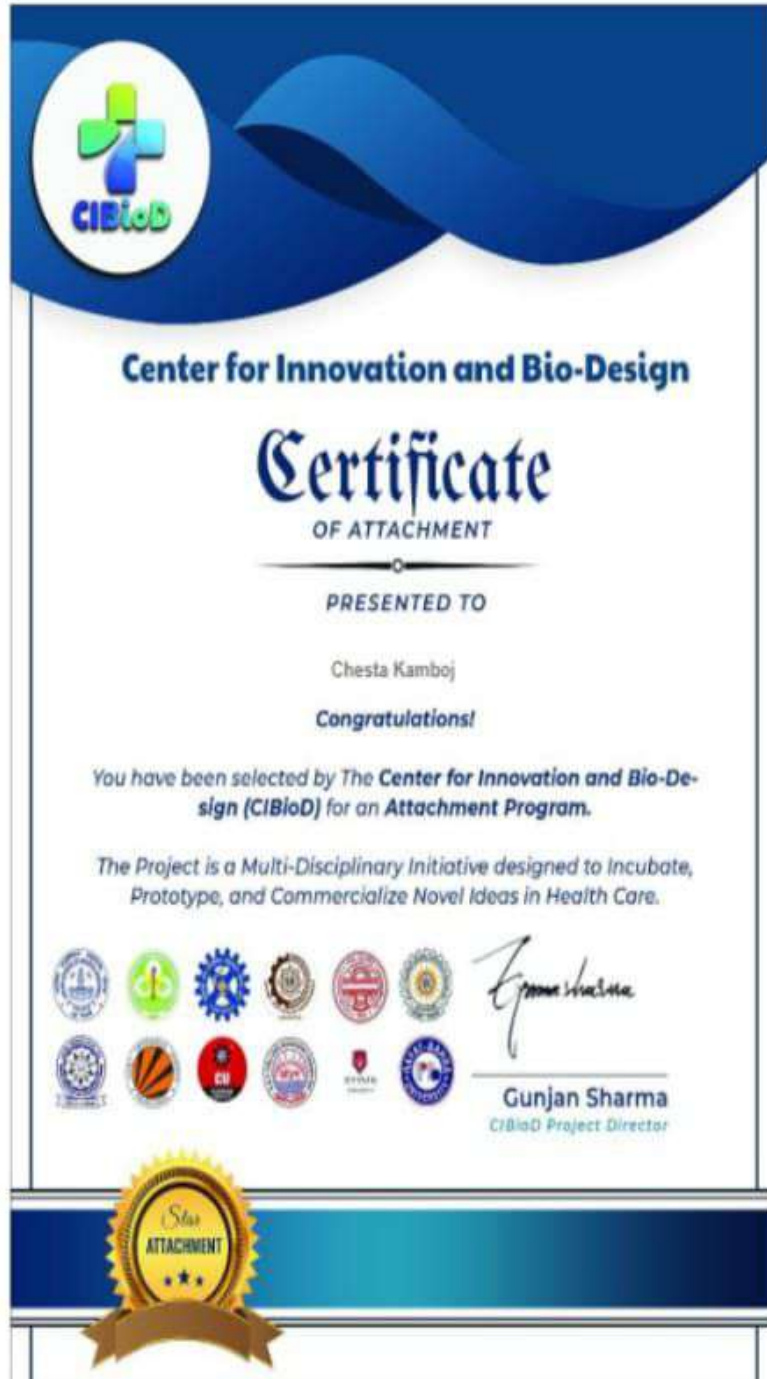 CIBioD
Center for Innovation and Bio-Design
Certificate
OF ATTACHMENT
PRESENTED TO
Chesta Kamboj
Congratulations!
You have been selected by The Center for Innovation and Bio-De-
sign (CIBioD) for an Attachment Program.
The Project is a Multi-Disciplinary Initiative designed to Incubate,
Prototype, and Commercialize Novel Ideas in Health Care.
CU
Gunjan Sharma
CIBioD Project Director
Star
ATTACHMENT